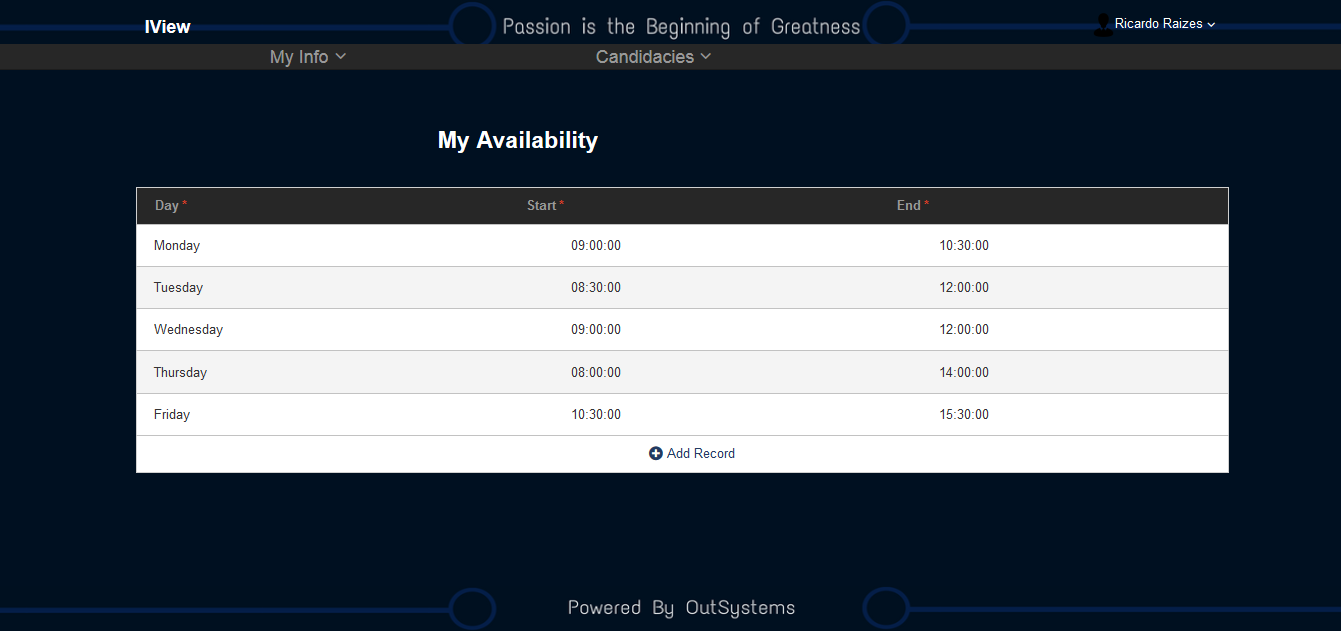 IView
Passion is the Beginning of Greatness
Ricardo Raizes
My Info
Candidacies
My Availability
Day * Start * End *
Monday 09:00:00 10:30:00
Tuesday 08:30:00 12:00:00
Wednesday 09:00:00 12:00:00
Thursday 08:00:00 14:00:00
Friday 10:30:00 15:30:00
Add Record
Powered By OutSystems